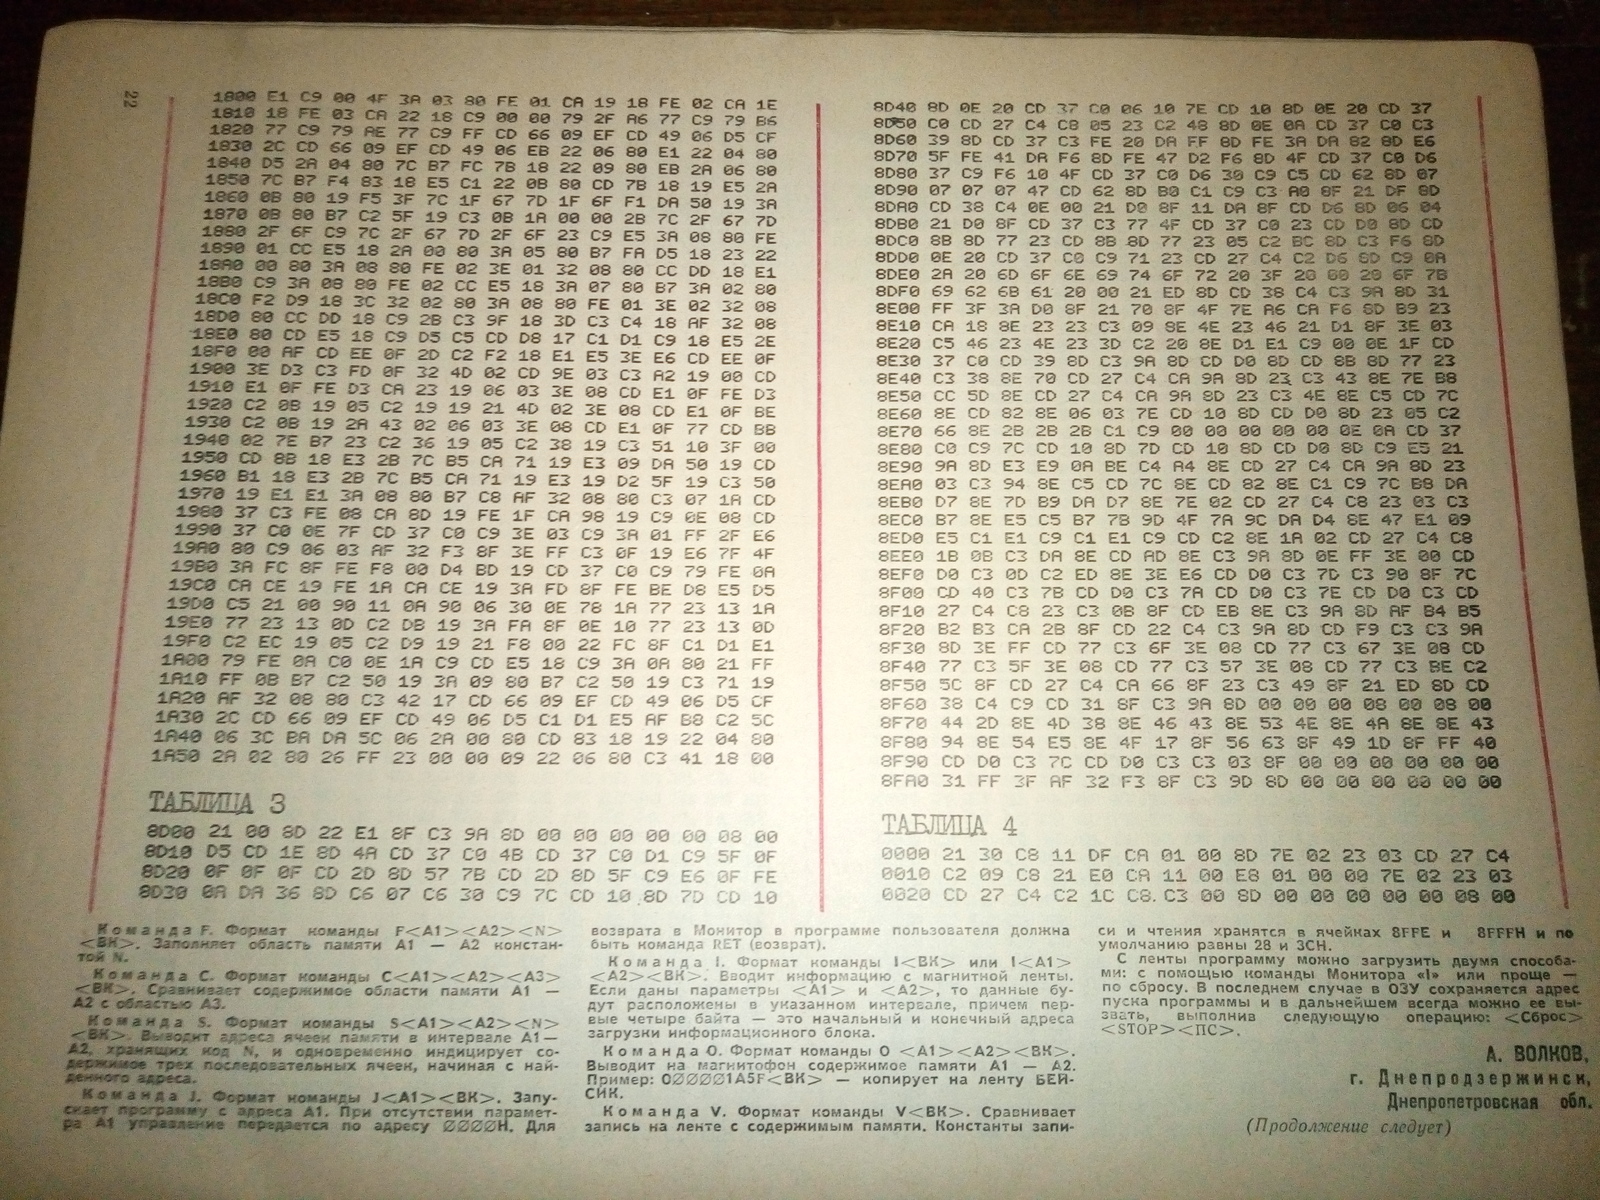 22
1800 E1 C9 00 4F 3A 03 80 FE 01 CA 19 18 FE 02 CA 1E
1810 18 FE 03 CA 22 18 C9 00 00 79 2F A6 77 C9 79 B6
1820 77 C9 79 AE 77 C9 FF CD 66 09 EF CD 49 06 D5 CF
1830 2C CD 66 09 EF CD 49 06 EB 22 06 80 E1 22 04 80
1840 D5 2A 04 80 7C B7 FC 7B 18 22 09 80 EB 2A 06 80
1850 7C B7 F4 83 18 E5 C1 22 0B 80 CD 7B 18 19 E5 2A
1860 0B 80 19 F5 3F 7C 1F 67 7D 1F 6F F1 DA 50 19 3A
1870 0B 80 B7 C2 5F 19 C3 0B 1A 00 00 2B 7C 2F 67 7D
1880 2F 6F C9 7C 2F 67 7D 2F 6F 23 C9 E5 3A 08 80 FE
1890 01 CC E5 18 2A 00 80 3A 05 80 B7 FA D5 18 23 22
18A0 00 80 3A 08 80 FE 02 3E 01 32 08 80 CC DD 18 E1
18B0 C9 3A 08 80 FE 02 CC E5 18 3A 07 80 B7 3A 02 80
18C0 F2 D9 18 3C 32 02 80 3A 08 80 FE 01 3E 02 32 08
18D0 80 CC DD 18 C9 2B C3 9F 18 3D C3 C4 18 AF 32 08
18E0 80 CD E5 18 C9 D5 C5 CD D8 17 C1 D1 C9 18 E5 2E
18F0 00 AF CD EE 0F 2D C2 F2 18 E1 E5 3E E6 CD EE 0F
1900 3E D3 C3 FD 0F 32 4D 02 CD 9E 03 C3 A2 19 00 CD
1910 E1 0F FE D3 CA 23 19 06 03 3E 08 CD E1 0F FE D3
1920 C2 0B 19 05 C2 19 19 21 4D 02 3E 08 CD E1 0F BE
1930 C2 0B 19 2A 43 02 06 03 3E 08 CD E1 0F 77 CD BB
1940 02 7E B7 23 C2 36 19 05 C2 38 19 C3 51 10 3F 00
1950 CD 8B 18 E3 2B 7C B5 CA 71 19 E3 09 DA 50 19 CD
1960 B1 18 E3 2B 7C B5 CA 71 19 E3 19 D2 5F 19 C3 50
1970 19 E1 E1 3A 08 80 B7 C8 AF 32 08 80 C3 07 1A CD
1980 37 C3 FE 08 CA 8D 19 FE 1F CA 98 19 C9 0E 08 CD
1990 37 C0 0E 7F CD 37 C0 C9 3E 03 C9 3A 01 FF 2F E6
19A0 80 C9 06 03 AF 32 F3 8F 3E FF C3 0F 19 E6 7F 4F
19B0 3A FC 8F FE F8 00 D4 BD 19 CD 37 C0 C9 79 FE 0A
19C0 CA CE 19 FE 1A CA CE 19 3A FD 8F FE BE D8 E5 D5
19D0 C5 21 00 90 11 0A 90 06 30 0E 78 1A 77 23 13 1A
19E0 77 23 13 0D C2 DB 19 3A FA 8F 0E 10 77 23 13 0D
19F0 C2 EC 19 05 C2 D9 19 21 F8 00 22 FC 8F C1 D1 E1
1A00 79 FE 0A C0 0E 1A C9 CD E5 18 C9 3A 0A 80 21 FF
1A10 FF 0B B7 C2 50 19 3A 09 80 B7 C2 50 19 C3 71 19
1A20 AF 32 08 80 C3 42 17 CD 66 09 EF CD 49 06 D5 CF
1A30 2C CD 66 09 EF CD 49 06 D5 C1 D1 E5 AF B8 C2 5C
1A40 06 3C BA DA 5C 06 2A 00 80 CD 83 18 19 22 04 80
1A50 2A 02 80 26 FF 23 00 00 09 22 06 80 C3 41 18 00
ТАБЛИЦА 3
8D00 21 00 8D 22 E1 8F C3 9A 8D 00 00 00 00 00 08 00
8D10 D5 CD 1E 8D 4A CD 37 C0 4B CD 37 C0 D1 C9 5F 0F
8D20 0F 0F 0F CD 2D 8D 57 7B CD 2D 8D 5F C9 E6 0F FE
8D30 0A DA 36 8D C6 07 C6 30 C9 7C CD 10 8D 7D CD 10
8D40 8D 0E 20 CD 37 C0 06 10 7E CD 10 8D 0E 20 CD 37
8D50 C0 CD 27 C4 C8 05 23 C2 48 8D 0E 0A CD 37 C0 C3
8D60 39 8D CD 37 C3 FE 20 DA FF 8D FE 3A DA 82 8D E6
8D70 5F FE 41 DA F6 8D FE 47 D2 F6 8D 4F CD 37 C0 D6
8D80 37 C9 F6 10 4F CD 37 C0 D6 30 C9 C5 CD 62 8D 07
8D90 07 07 07 47 CD 62 8D B0 C1 C9 C3 A0 8F 21 DF 8D
8DA0 CD 38 C4 0E 00 21 D0 8F 11 DA 8F CD D6 8D 06 04
8DB0 21 D0 8F CD 37 C3 77 4F CD 37 C0 23 CD D0 8D CD
8DC0 8B 8D 77 23 CD 8B 8D 77 23 05 C2 BC 8D C3 F6 8D
8DD0 0E 20 CD 37 C0 C9 71 23 CD 27 C4 C2 D6 8D C9 0A
8DE0 2A 20 6D 6F 6E 69 74 6F 72 20 3F 20 00 20 6F 7B
8DF0 69 62 6B 61 20 00 21 ED 8D CD 38 C4 C3 9A 8D 31
8E00 FF 3F 3A D0 8F 21 70 8F 4F 7E A6 CA F6 8D B9 23
8E10 CA 18 8E 23 23 C3 09 8E 4E 23 46 21 D1 8F 3E 03
8E20 C5 46 23 4E 23 3D C2 20 8E D1 E1 C9 00 0E 1F CD
8E30 37 C0 CD 39 8D C3 9A 8D CD D0 8D CD 8B 8D 77 23
8E40 C3 38 8E 70 CD 27 C4 CA 9A 8D 23 C3 43 8E 7E B8
8E50 CC 5D 8E CD 27 C4 CA 9A 8D 23 C3 4E 8E C5 CD 7C
8E60 8E CD 82 8E 06 03 7E CD 10 8D CD D0 8D 23 05 C2
8E70 66 8E 2B 2B 2B C1 C9 00 00 00 00 00 0E 0A CD 37
8E80 C0 C9 7C CD 10 8D 7D CD 10 8D CD D0 8D C9 E5 21
8E90 9A 8D E3 E9 0A BE C4 A4 8E CD 27 C4 CA 9A 8D 23
8EA0 03 C3 94 8E C5 CD 7C 8E CD 82 8E C1 C9 7C B8 DA
8EB0 D7 8E 7D B9 DA D7 8E 7E 02 CD 27 C4 C8 23 03 C3
8EC0 B7 8E E5 C5 B7 7B 9D 4F 7A 9C DA D4 8E 47 E1 09
8ED0 E5 C1 E1 C9 C1 E1 C9 CD C2 8E 1A 02 CD 27 C4 C8
8EE0 1B 0B C3 DA 8E CD AD 8E C3 9A 8D 0E FF 3E 00 CD
8EF0 D0 C3 0D C2 ED 8E 3E E6 CD D0 C3 7D C3 90 8F 7C
8F00 CD 40 C3 7B CD D0 C3 7A CD D0 C3 7E CD D0 C3 CD
8F10 27 C4 C8 23 C3 0B 8F CD EB 8E C3 9A 8D AF B4 B5
8F20 B2 B3 CA 2B 8F CD 22 C4 C3 9A 8D CD F9 C3 C3 9A
8F30 8D 3E FF CD 77 C3 6F 3E 08 CD 77 C3 67 3E 08 CD
8F40 77 C3 5F 3E 08 CD 77 C3 57 3E 08 CD 77 C3 BE C2
8F50 5C 8F CD 27 C4 CA 66 8F 23 C3 49 8F 21 ED 8D CD
8F60 38 C4 C9 CD 31 8F C3 9A 8D 00 00 00 08 00 08 00
8F70 44 2D 8E 4D 38 8E 46 43 8E 53 4E 8E 4A 8E 8E 43
8F80 94 8E 54 E5 8E 4F 17 8F 56 63 8F 49 1D 8F FF 40
8F90 CD D0 C3 7C CD D0 C3 C3 03 8F 00 00 00 00 00 00
8FA0 31 FF 3F AF 32 F3 8F C3 9D 8D 00 00 00 00 00 00
ТАБЛИЦА 4
0000 21 30 C8 11 DF CA 01 00 8D 7E 02 23 03 CD 27 C4
0010 C2 09 C8 21 E0 CA 11 00 E8 01 00 00 7E 02 23 03
0020 CD 27 C4 C2 1C C8 C3 00 8D 00 00 00 00 00 08 00
Команда F. Формат команды F<A1><A2><N>
<ВК>. Заполняет область памяти А1 — А2 констан-
той N.
Команда С. Формат команды С<A1><A2><A3>
<ВК>. Сравнивает содержимое области памяти А1 —
А2 с областью А3.
Команда S. Формат команды S<A1><A2><N>
<ВК>. Выводит адреса ячеек памяти в интервале А1—
А2, хранящих код N, и одновременно индицирует со-
держимое трех последовательных ячеек, начиная с най-
денного адреса.
Команда J. Формат команды J<A1><ВК>. Запу-
скает программу с адреса А1. При отсутствии парамет-
ра А1 управление передается по адресу ØØØØH. Для
возврата в Монитор в программе пользователя должна
быть команда RET (возврат).
Команда I. Формат команды I<ВК> или I<A1>
<A2><ВК>. Вводит информацию с магнитной ленты.
Если даны параметры <A1> и <A2>, то данные бу-
дут расположены в указанном интервале, причем пер-
вые четыре байта — это начальный и конечный адреса
загрузки информационного блока.
Команда О. Формат команды О <A1><A2><ВК>.
Выводит на магнитофон содержимое памяти А1 — А2.
Пример: OØØØØ1A5F<ВК> — копирует на ленту БЕЙ-
СИК.
Команда V. Формат команды V<ВК>. Сравнивает
запись на ленте с содержимым памяти. Константы запи-
си и чтения хранятся в ячейках 8FFE и 8FFFH и по
умолчанию равны 28 и 3CH.
С ленты программу можно загрузить двумя способа-
ми: с помощью команды Монитора «I» или проще —
по сбросу. В последнем случае в ОЗУ сохраняется адрес
пуска программы и в дальнейшем всегда можно ее вы-
звать, выполнив следующую операцию: <Сброс>
<STOP><ПС>.
А. ВОЛКОВ,
г. Днепродзержинск,
Днепропетровская обл.
(Продолжение следует)